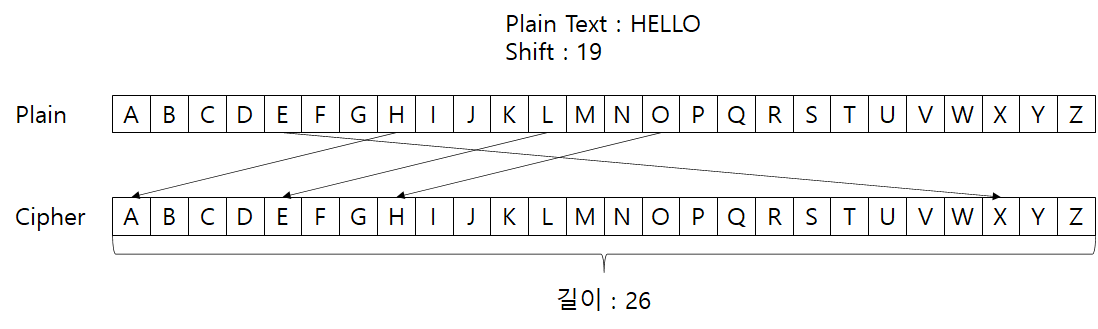 Plain Text : HELLO
Shift : 19
Plain A B C D E F G H I J K L M N O P Q R S T U V W X Y Z
Cipher A B C D E F G H I J K L M N O P Q R S T U V W X Y Z
길이 : 26